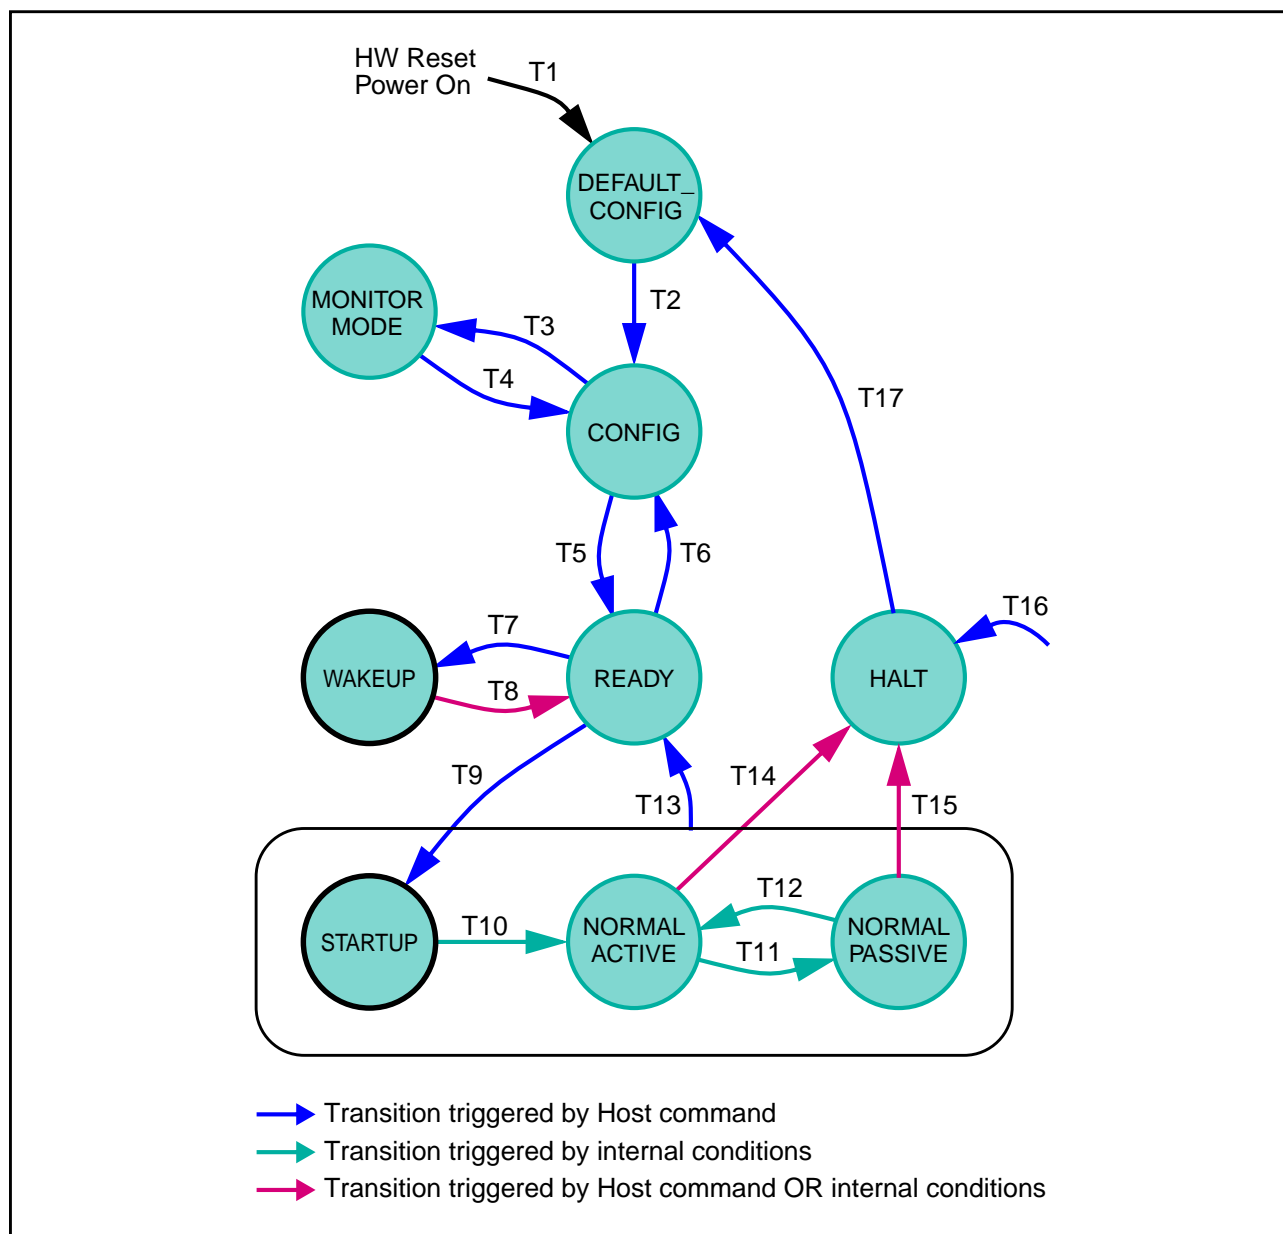 HW Reset
Power On
T1
DEFAULT_
CONFIG
T2
MONITOR
MODE
T3
T4
CONFIG
T17
T5
T6
T16
T7
WAKEUP
T8
READY
HALT
T9
T13
T14
T15
STARTUP
T10
NORMAL
ACTIVE
T12
T11
NORMAL
PASSIVE
Transition triggered by Host command
Transition triggered by internal conditions
Transition triggered by Host command OR internal conditions